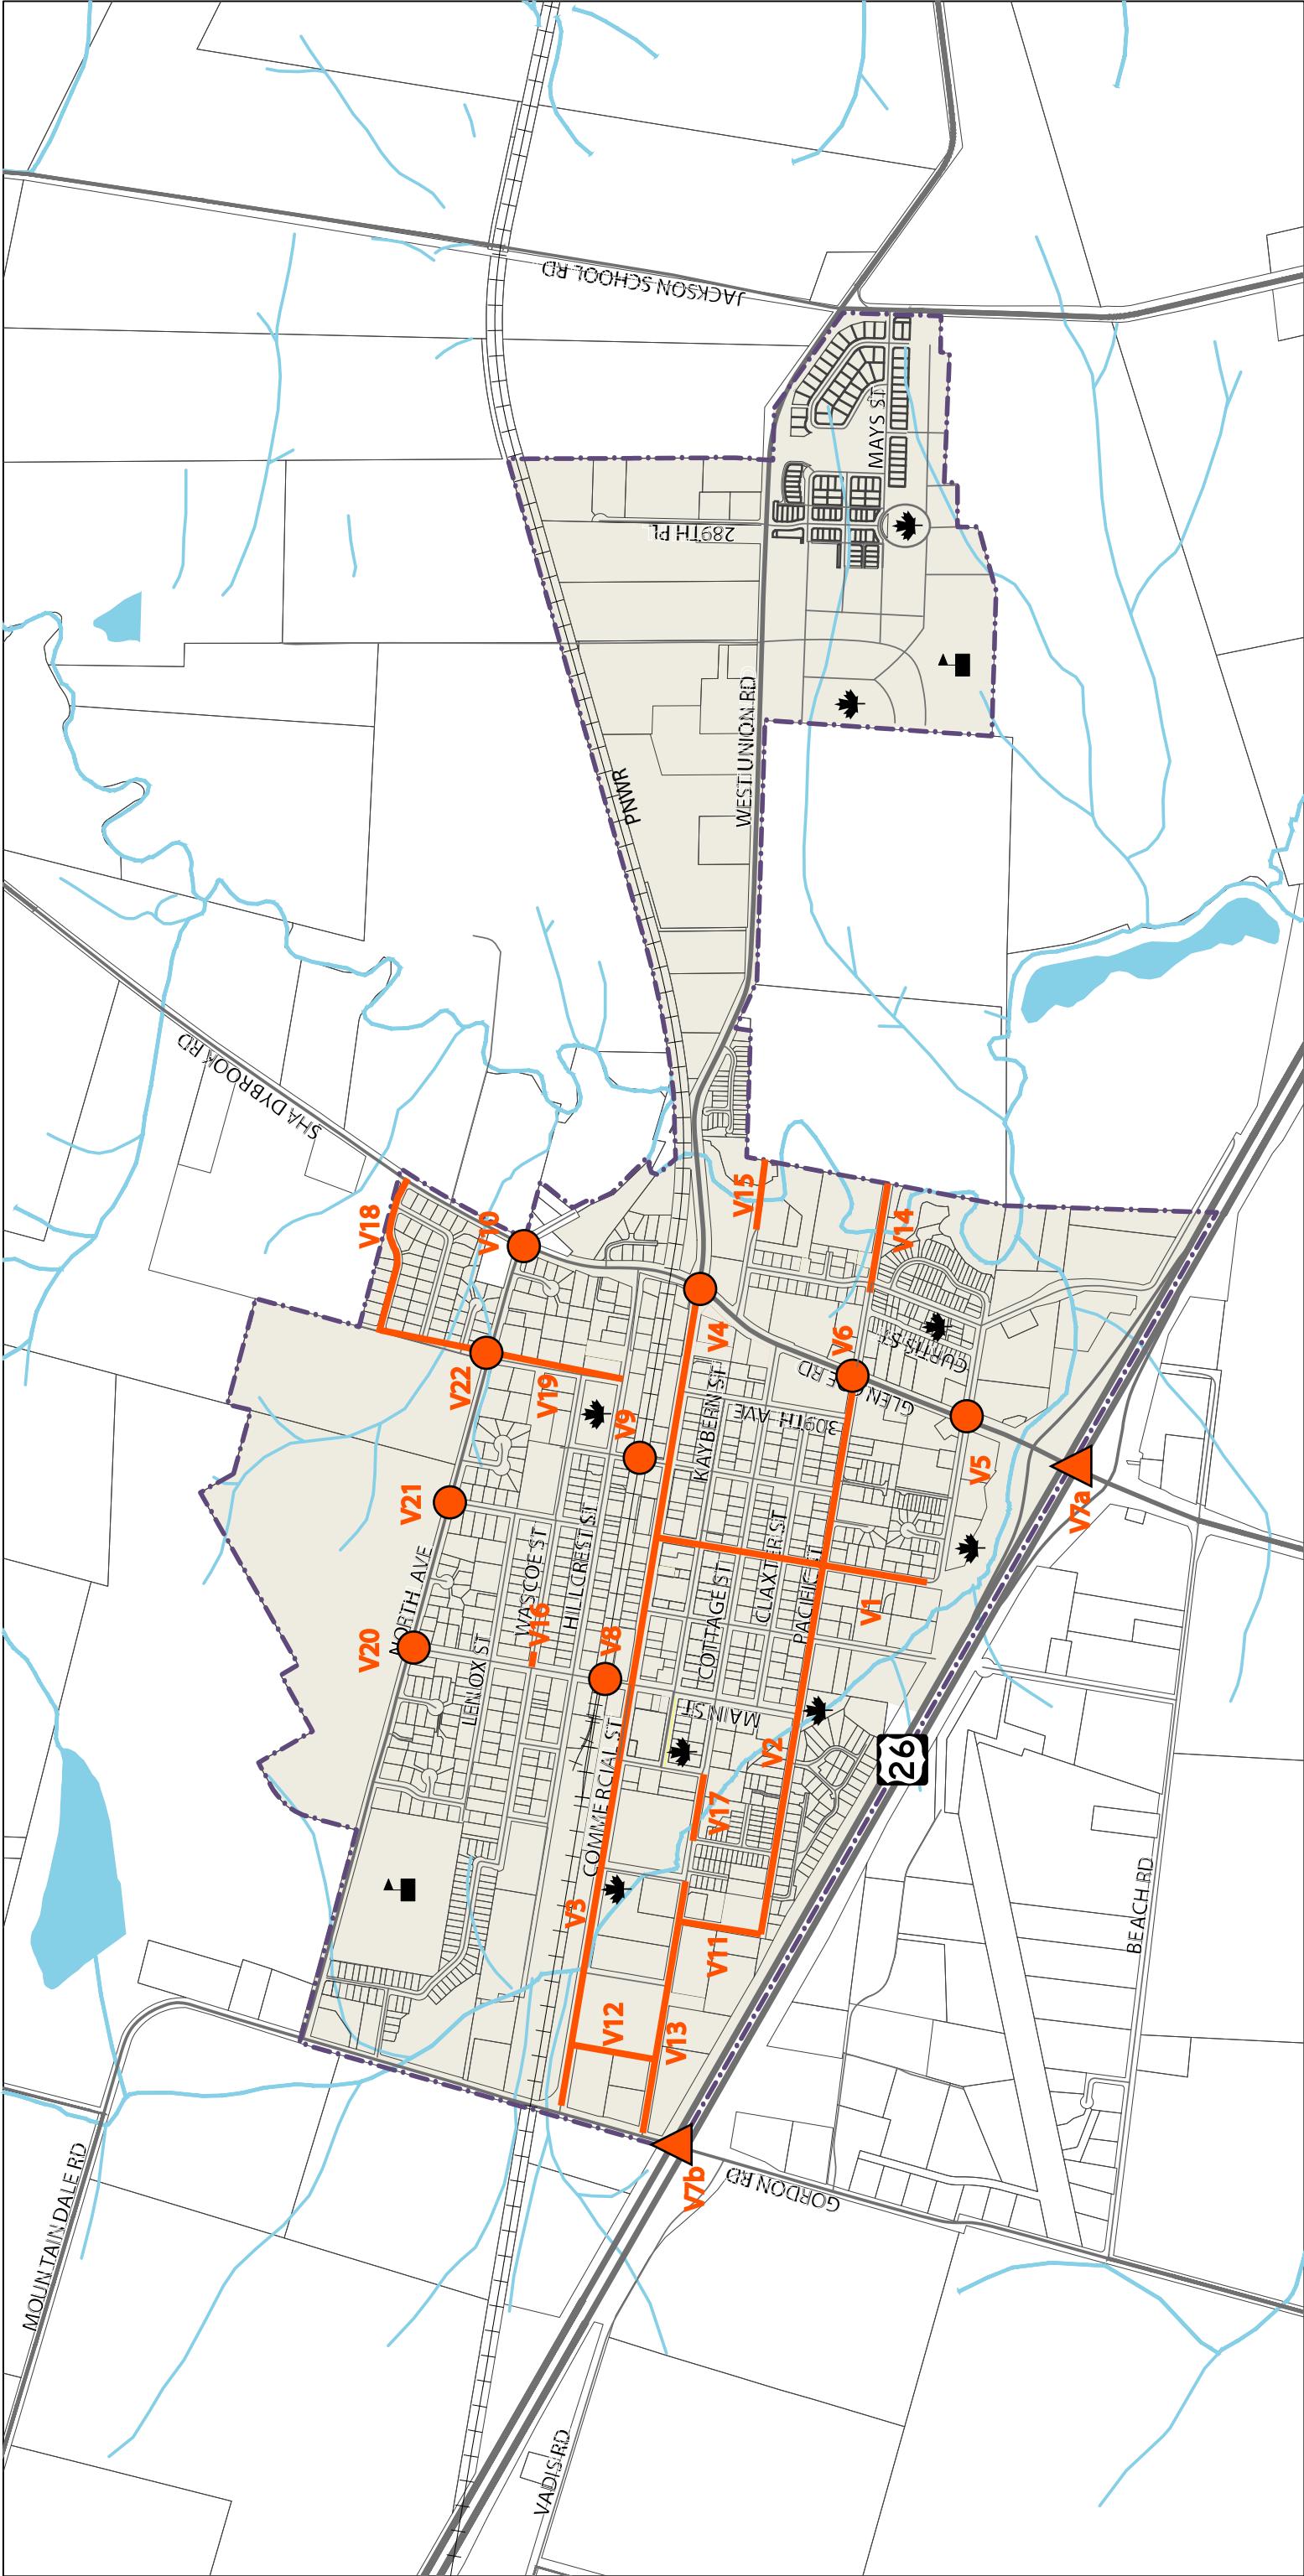 JACKSON SCHOOL RD
MAYS ST
289TH PL
WEST UNION RD
PNWR
SHADYBROOK RD
V18
V10
V15
V14
V22
V19
V4
V6
CURTIS ST
GLENCOE RD
309TH AVE
KAYBERN ST
V9
V5
V7a
V21
NORTH AVE
WASCOE ST
HILLCREST ST
V16
CLAXTER ST
COTTAGE ST
PACIFIC ST
V1
V20
LENOX ST
V8
MAIN ST
V2
26
V17
COMMERCIAL ST
V3
V11
BEACH RD
V12
V13
V7b
GORDON RD
MOUNTAINDALE RD
VADIS RD